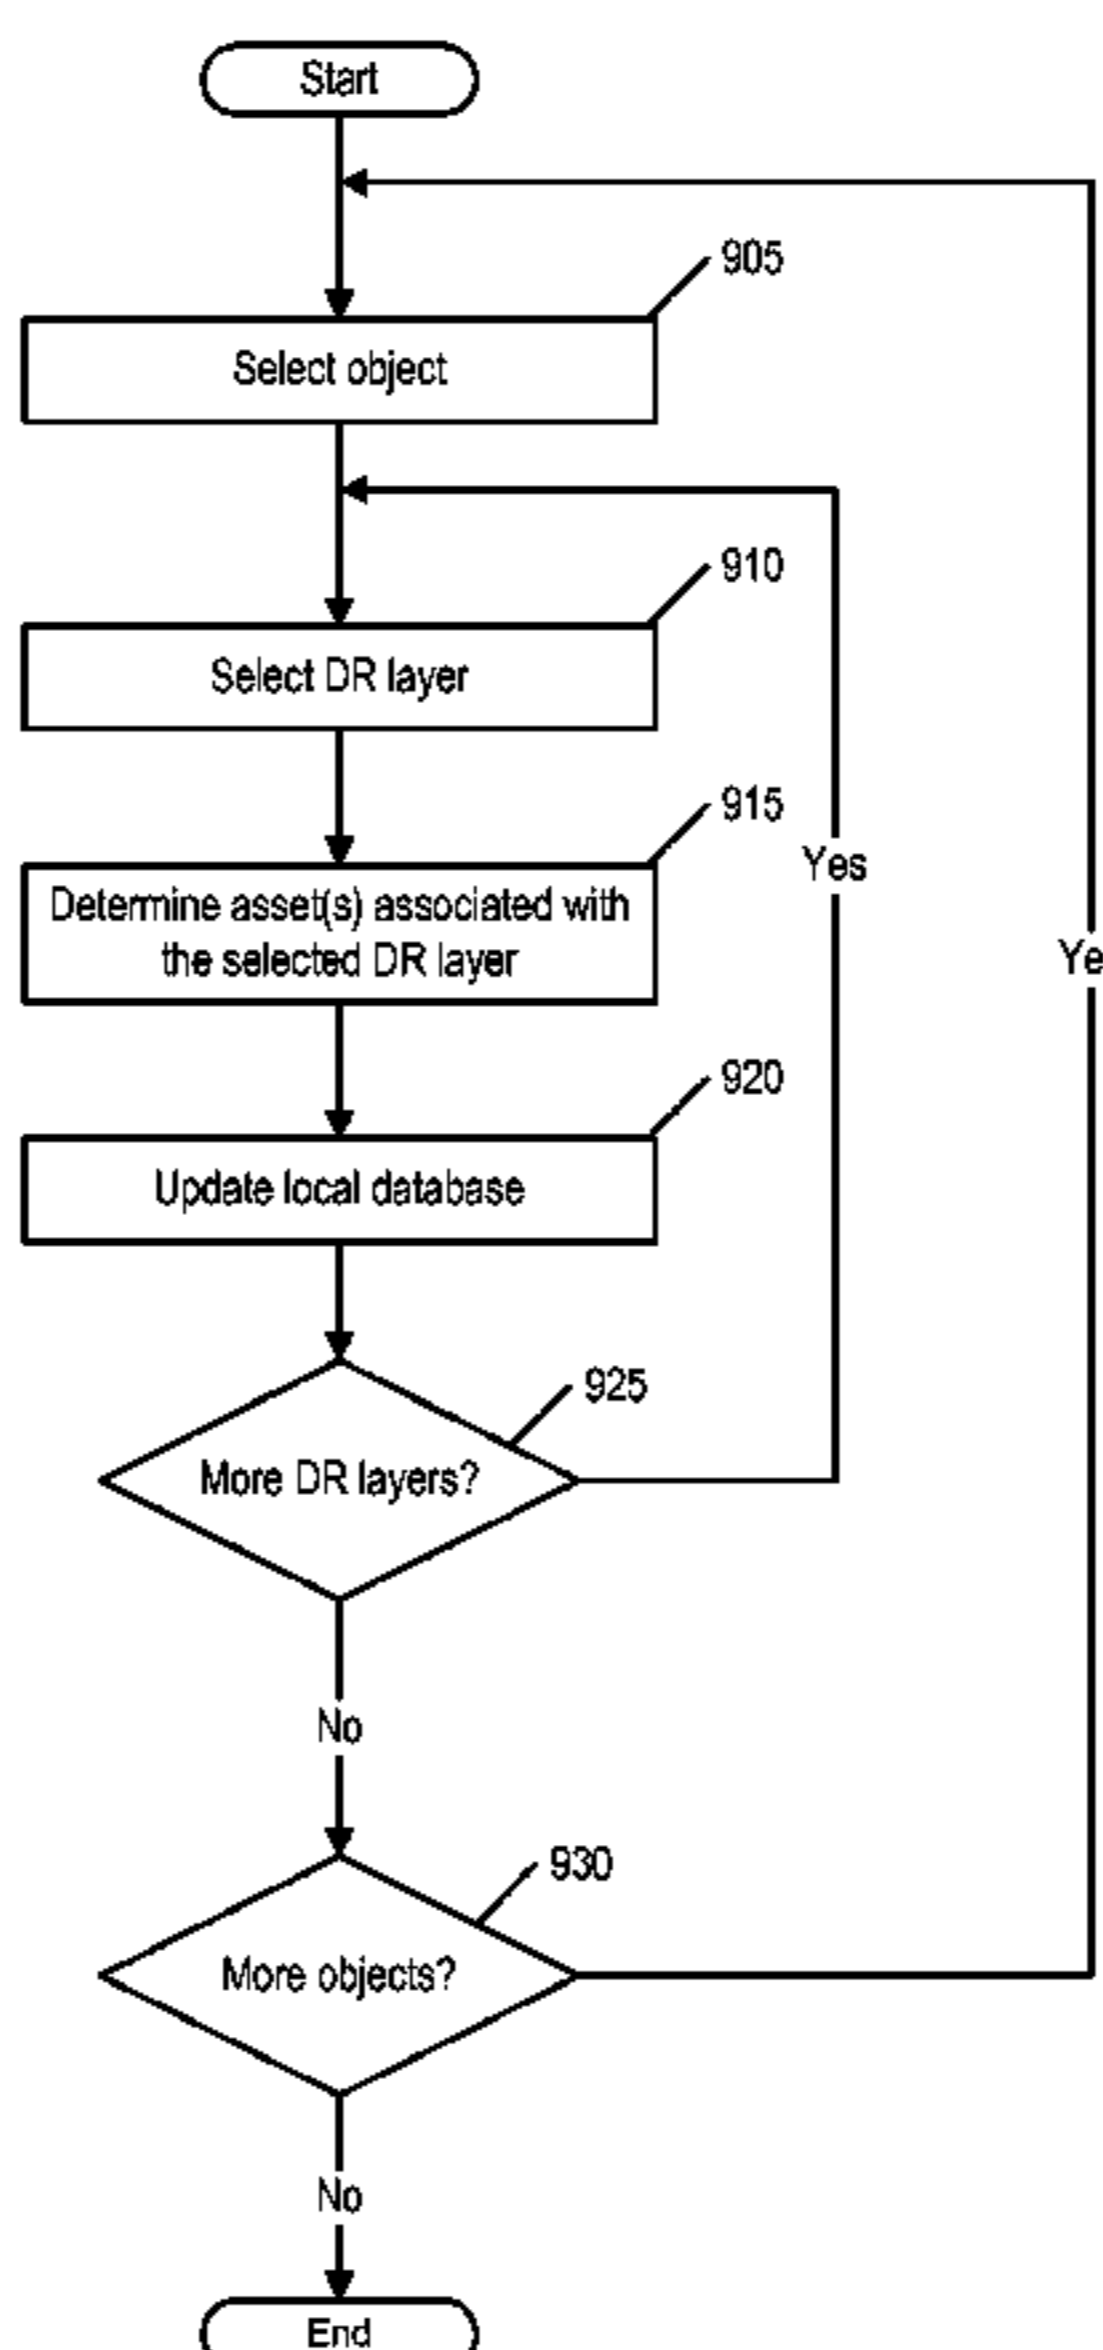 Start
905
Select object
910
Select DR layer
915
Determine asset(s) associated with
the selected DR layer
Yes
Ye
920
Update local database
925
More DR layers?
No
930
More objects?
No
End